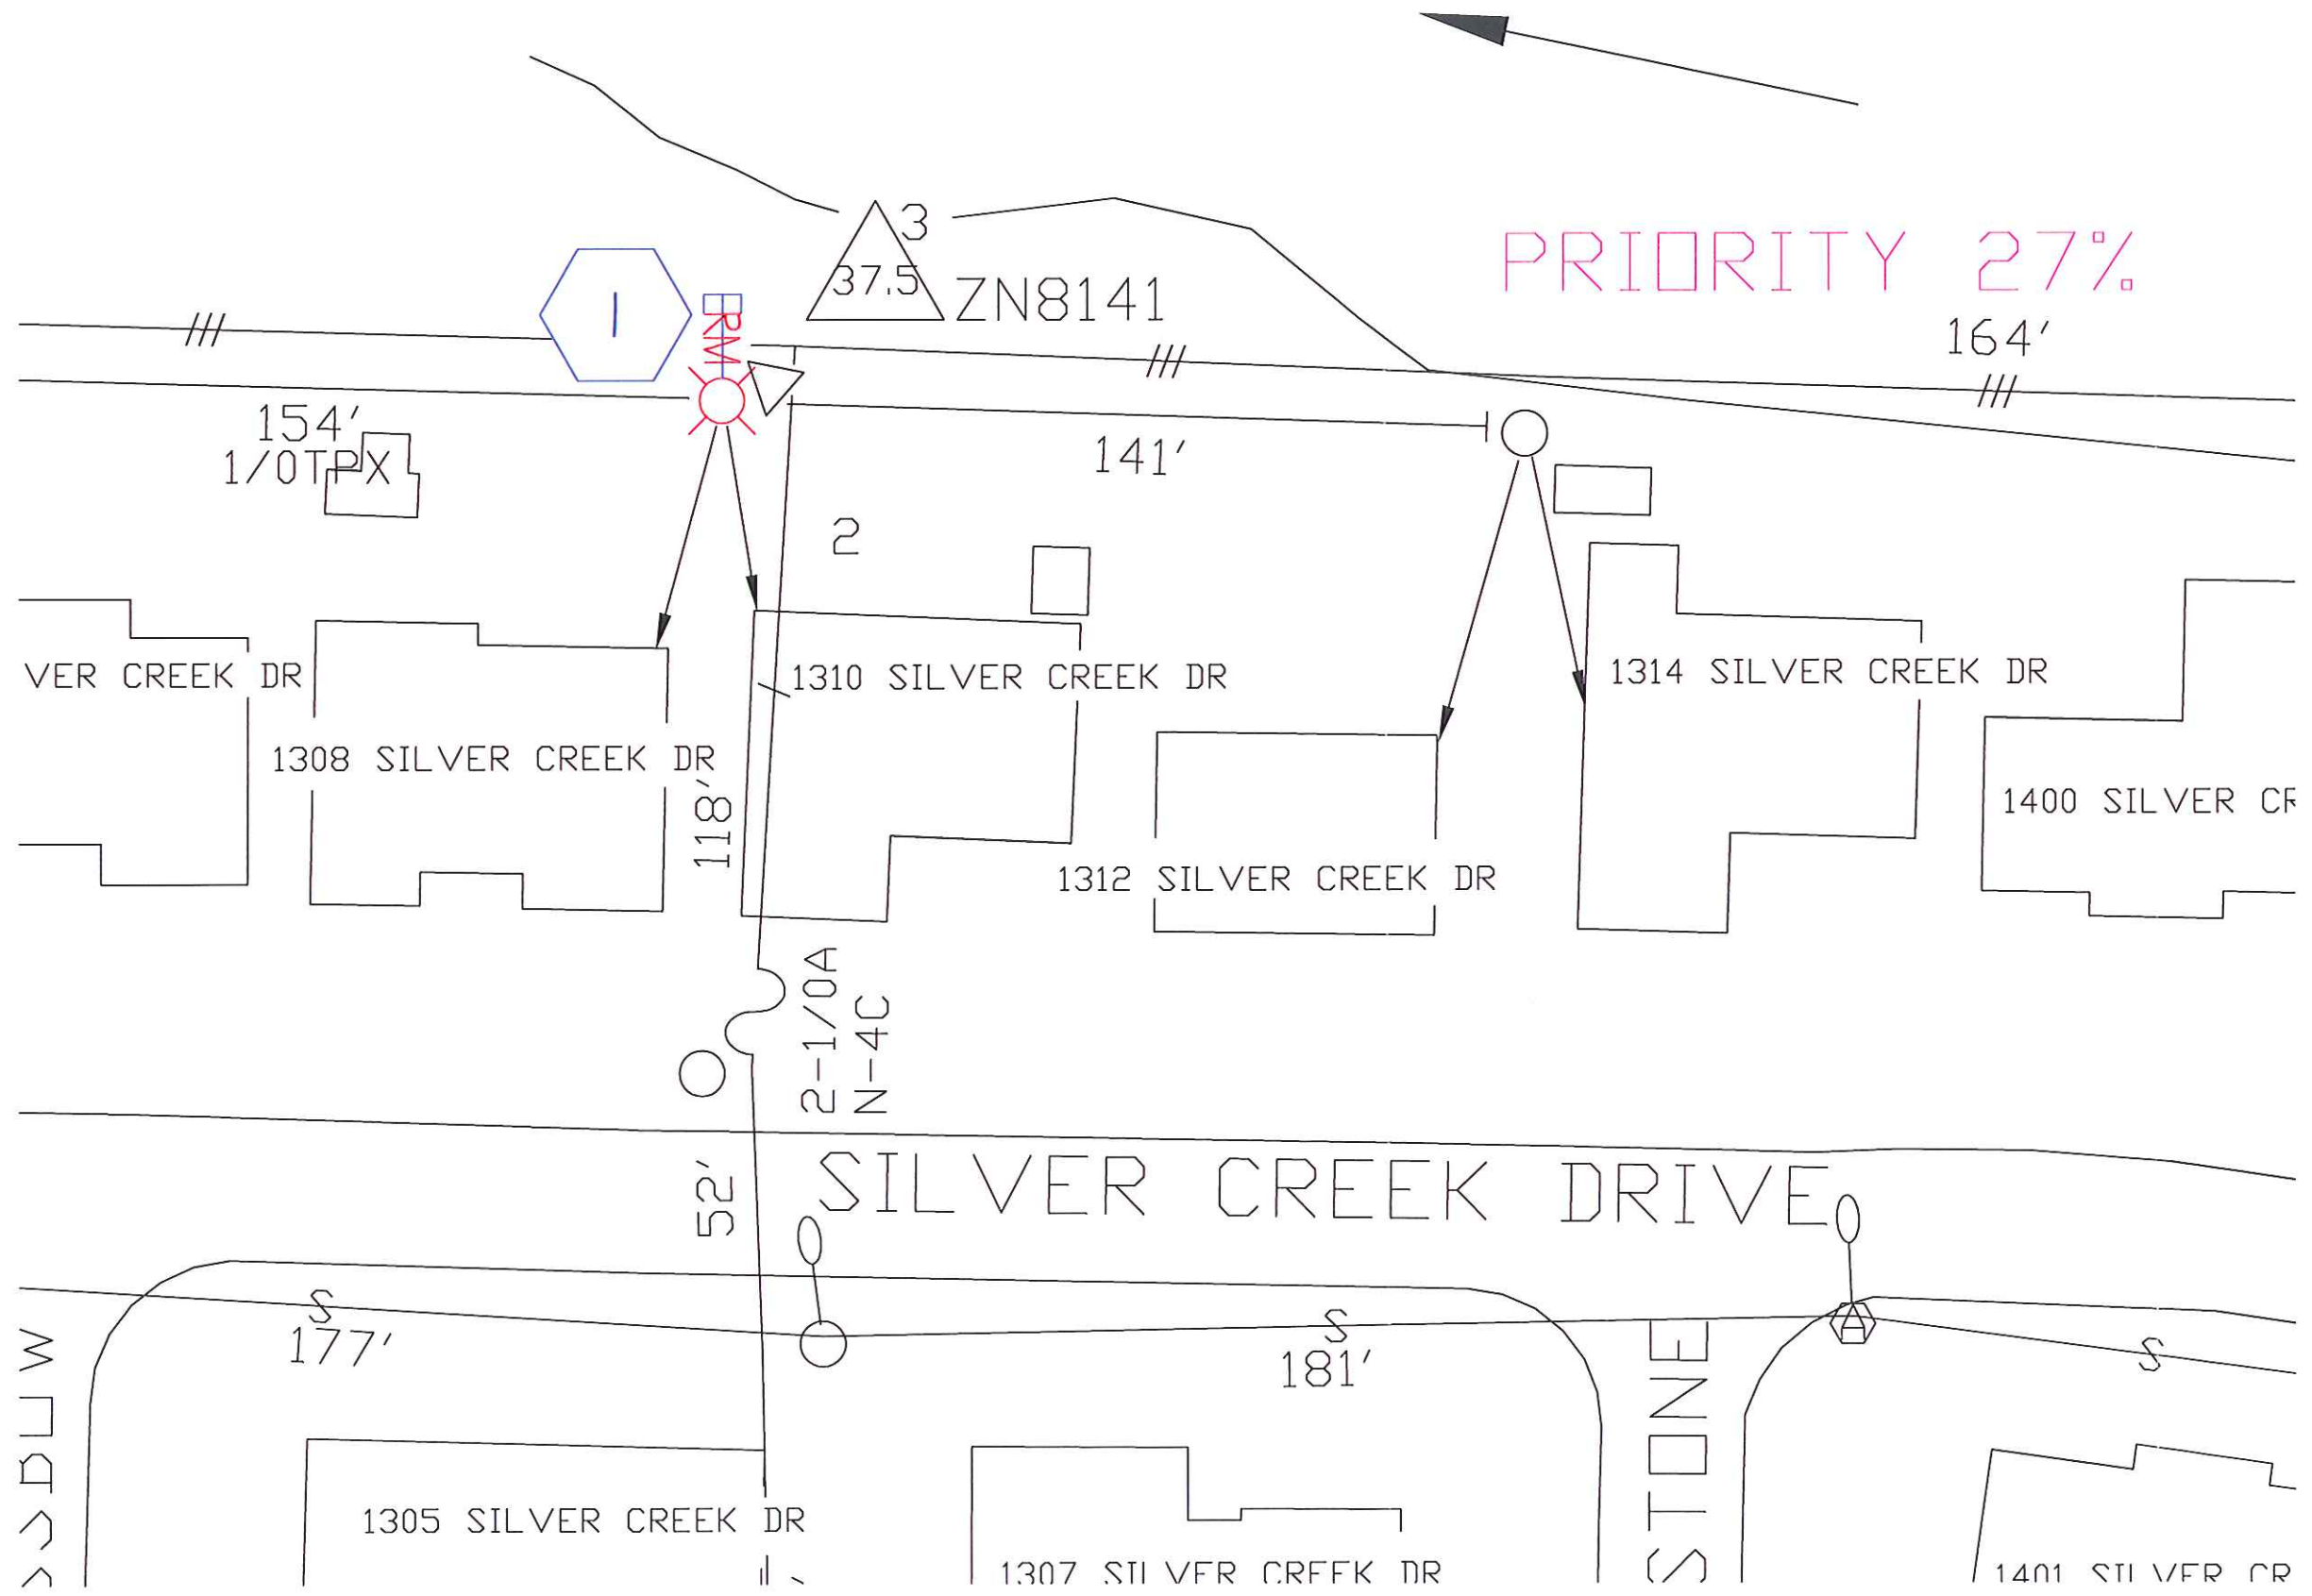 3
37.5
ZN8141
PRIORITY 27%
1
RM
164'
154'
1/0TPX
141'
2
VER CREEK DR
1310 SILVER CREEK DR
1314 SILVER CREEK DR
1308 SILVER CREEK DR
118'
1400 SILVER CR
1312 SILVER CREEK DR
2-1/0A
N-4C
52'
SILVER CREEK DRIVE
S
177'
S
181'
S
STONE
1305 SILVER CREEK DR
1307 SILVER CREEK DR
1401 SILVER CR